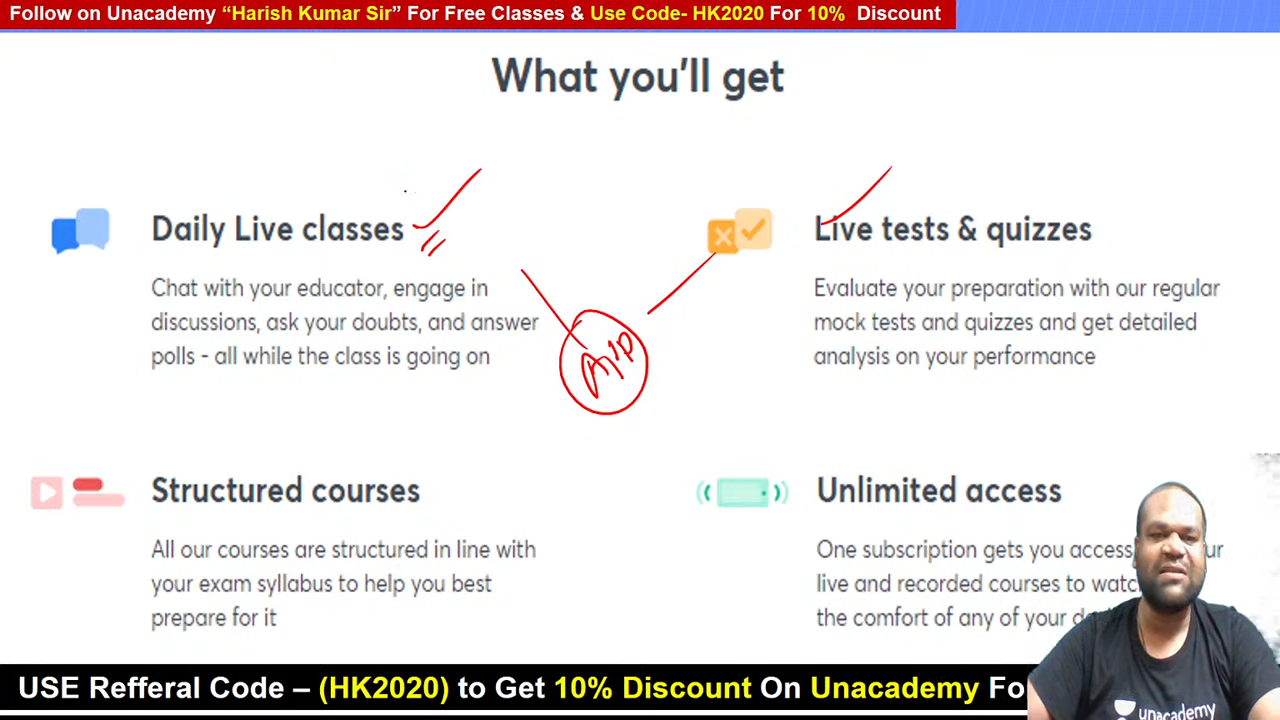 Follow on Unacademy “Harish Kumar Sir” For Free Classes & Use Code- HK2020 For 10% Discount
What you'll get
Daily Live classes
Chat with your educator, engage in
discussions, ask your doubts, and answer
polls - all while the class is going on
Live tests & quizzes
Evaluate your preparation with our regular
mock tests and quizzes and get detailed
analysis on your performance
Structured courses
All our courses are structured in line with
your exam syllabus to help you best
prepare for it
Unlimited access
One subscription gets you access
live and recorded courses to
the comfort of any of your
USE Refferal Code – (HK2020) to Get 10% Discount On Unacademy
unacademy